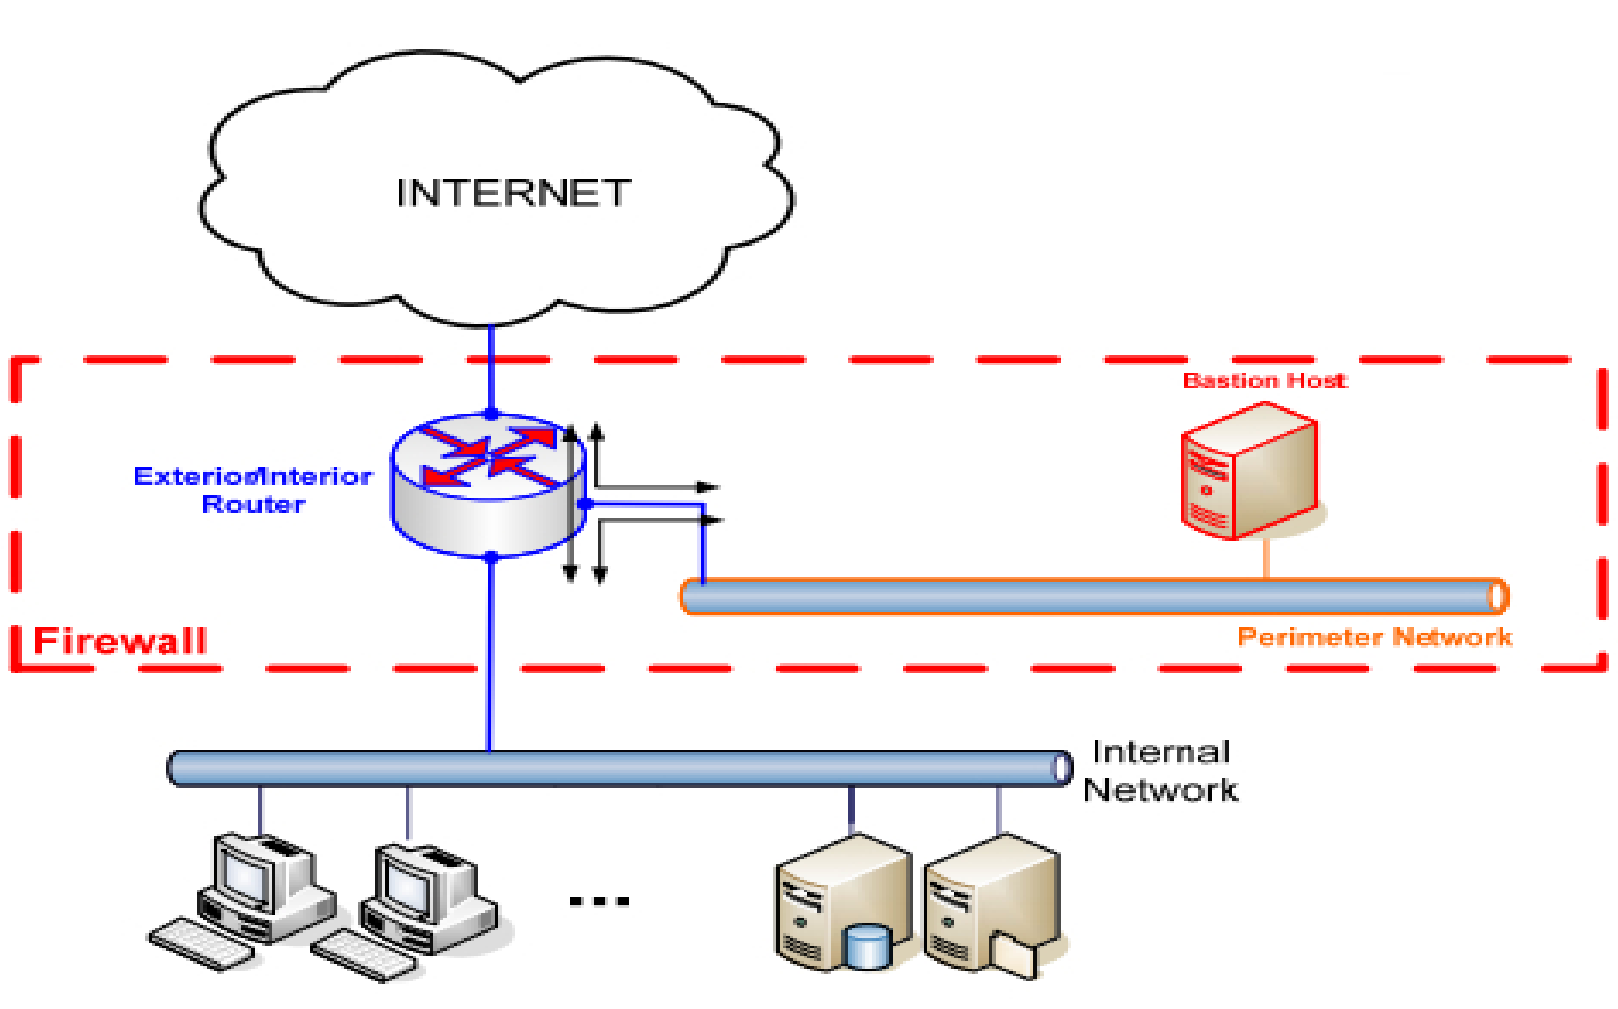 INTERNET
Bastion Host
Exterior/Interior
Router
Firewall
Perimeter Network
Internal
Network
...